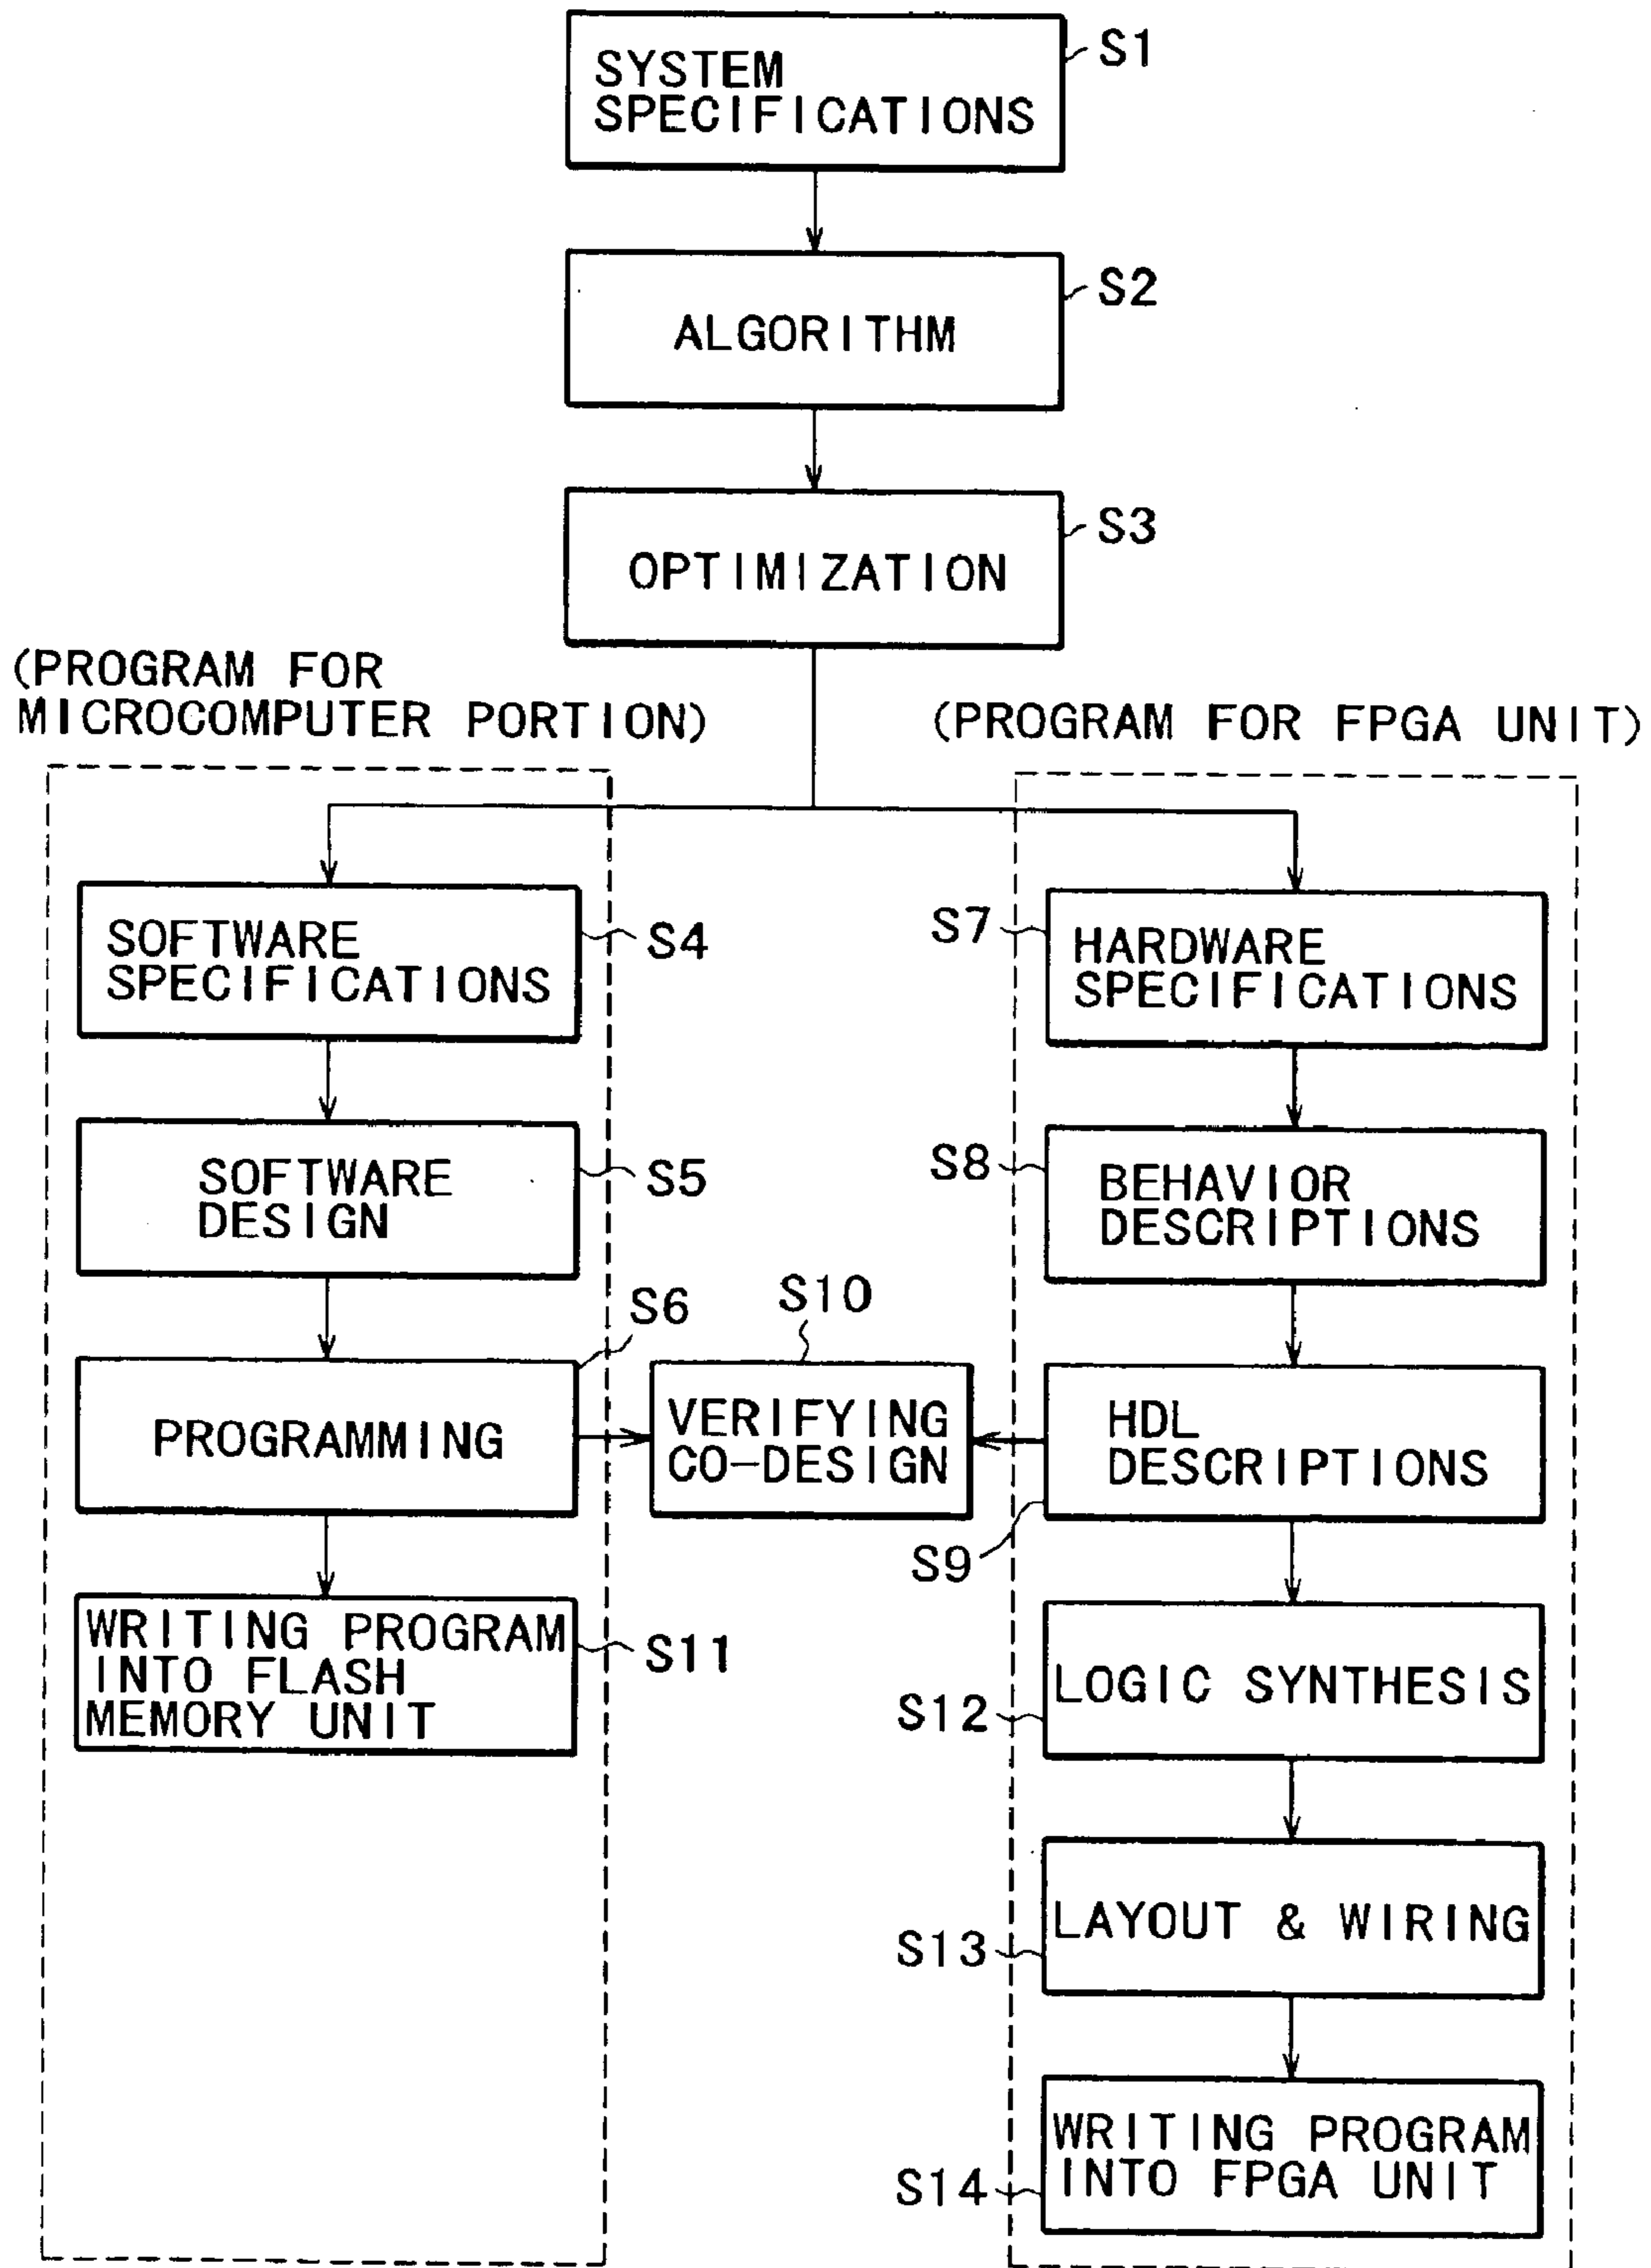 SYSTEM
SPECIFICATIONS
S1
ALGORITHM
S2
OPTIMIZATION
S3
(PROGRAM FOR
MICROCOMPUTER PORTION)
(PROGRAM FOR FPGA UNIT)
SOFTWARE
SPECIFICATIONS
S4
S7
HARDWARE
SPECIFICATIONS
SOFTWARE
DESIGN
S5
S8
BEHAVIOR
DESCRIPTIONS
S6
PROGRAMMING
S10
VERIFYING
CO-DESIGN
HDL
DESCRIPTIONS
S9
WRITING PROGRAM
INTO FLASH
MEMORY UNIT
S11
LOGIC SYNTHESIS
S12
LAYOUT & WIRING
S13
WRITING PROGRAM
INTO FPGA UNIT
S14